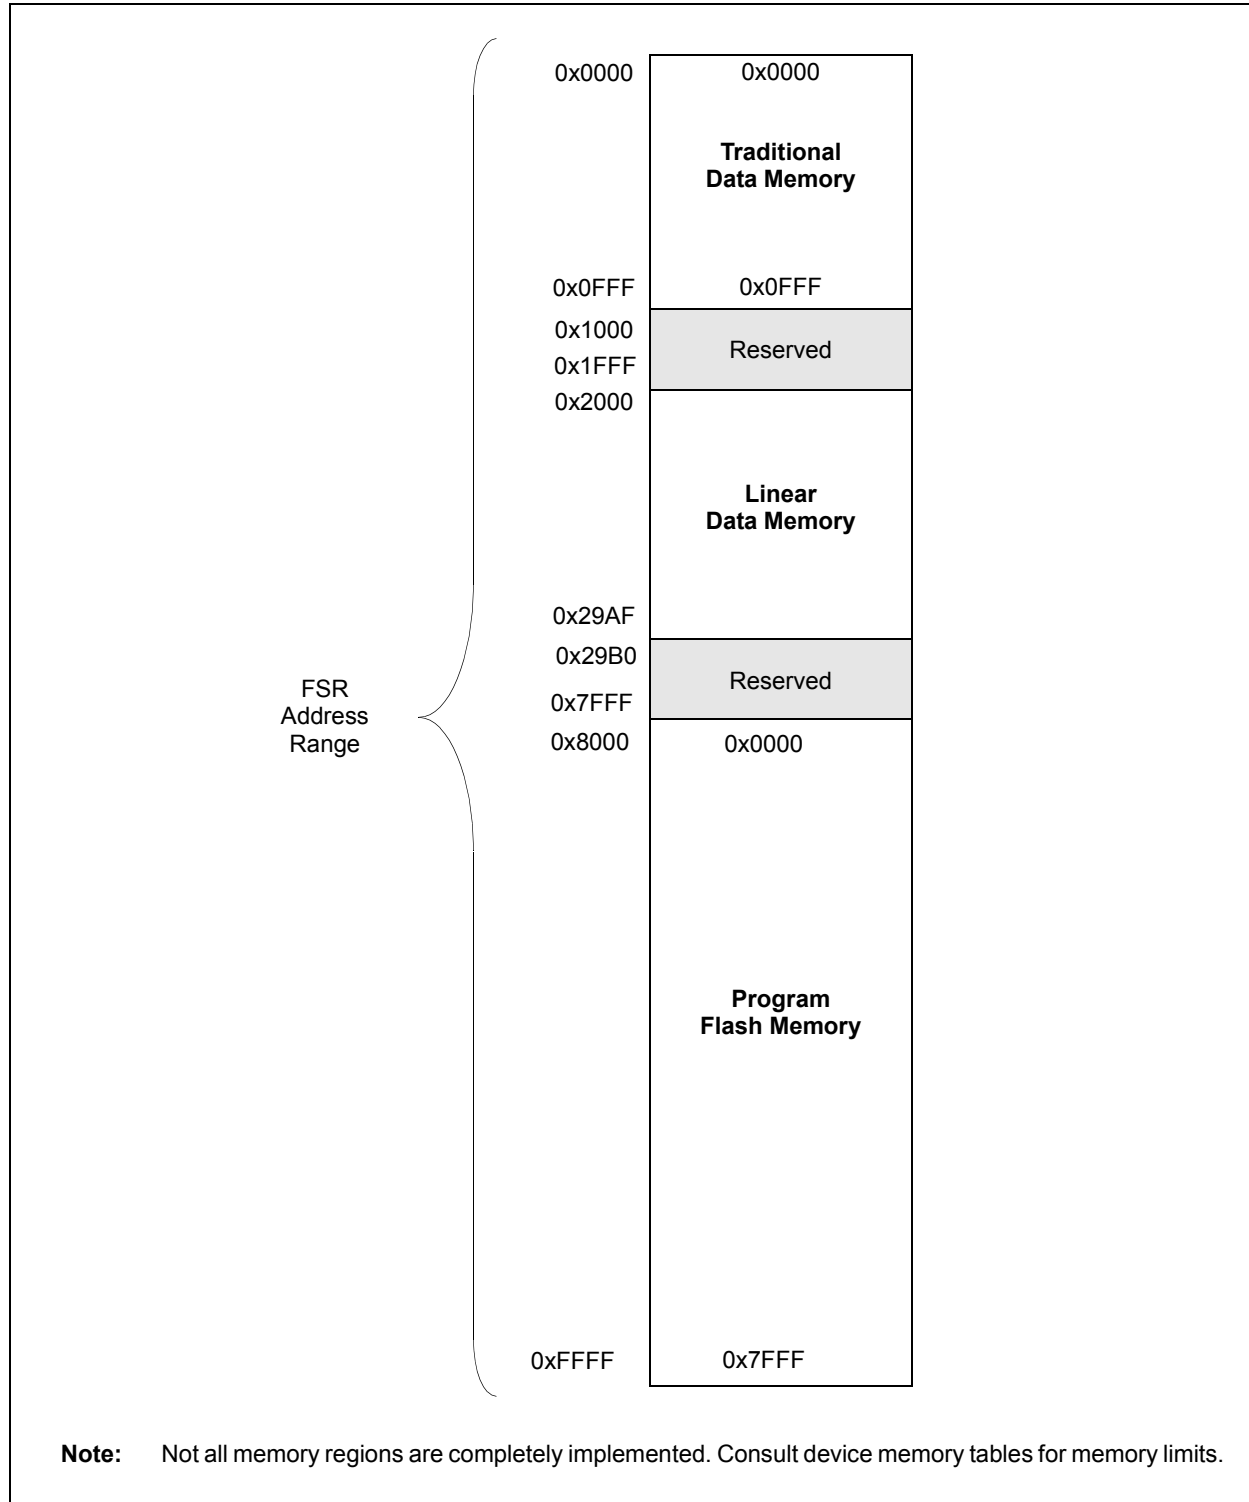 0x0000 0x0000
Traditional
Data Memory
0x0FFF 0x0FFF
0x1000
Reserved
0x1FFF
0x2000
Linear
Data Memory
0x29AF
0x29B0
Reserved
0x7FFF
FSR
Address
Range
0x8000 0x0000
Program
Flash Memory
0xFFFF 0x7FFF
Note: Not all memory regions are completely implemented. Consult device memory tables for memory limits.